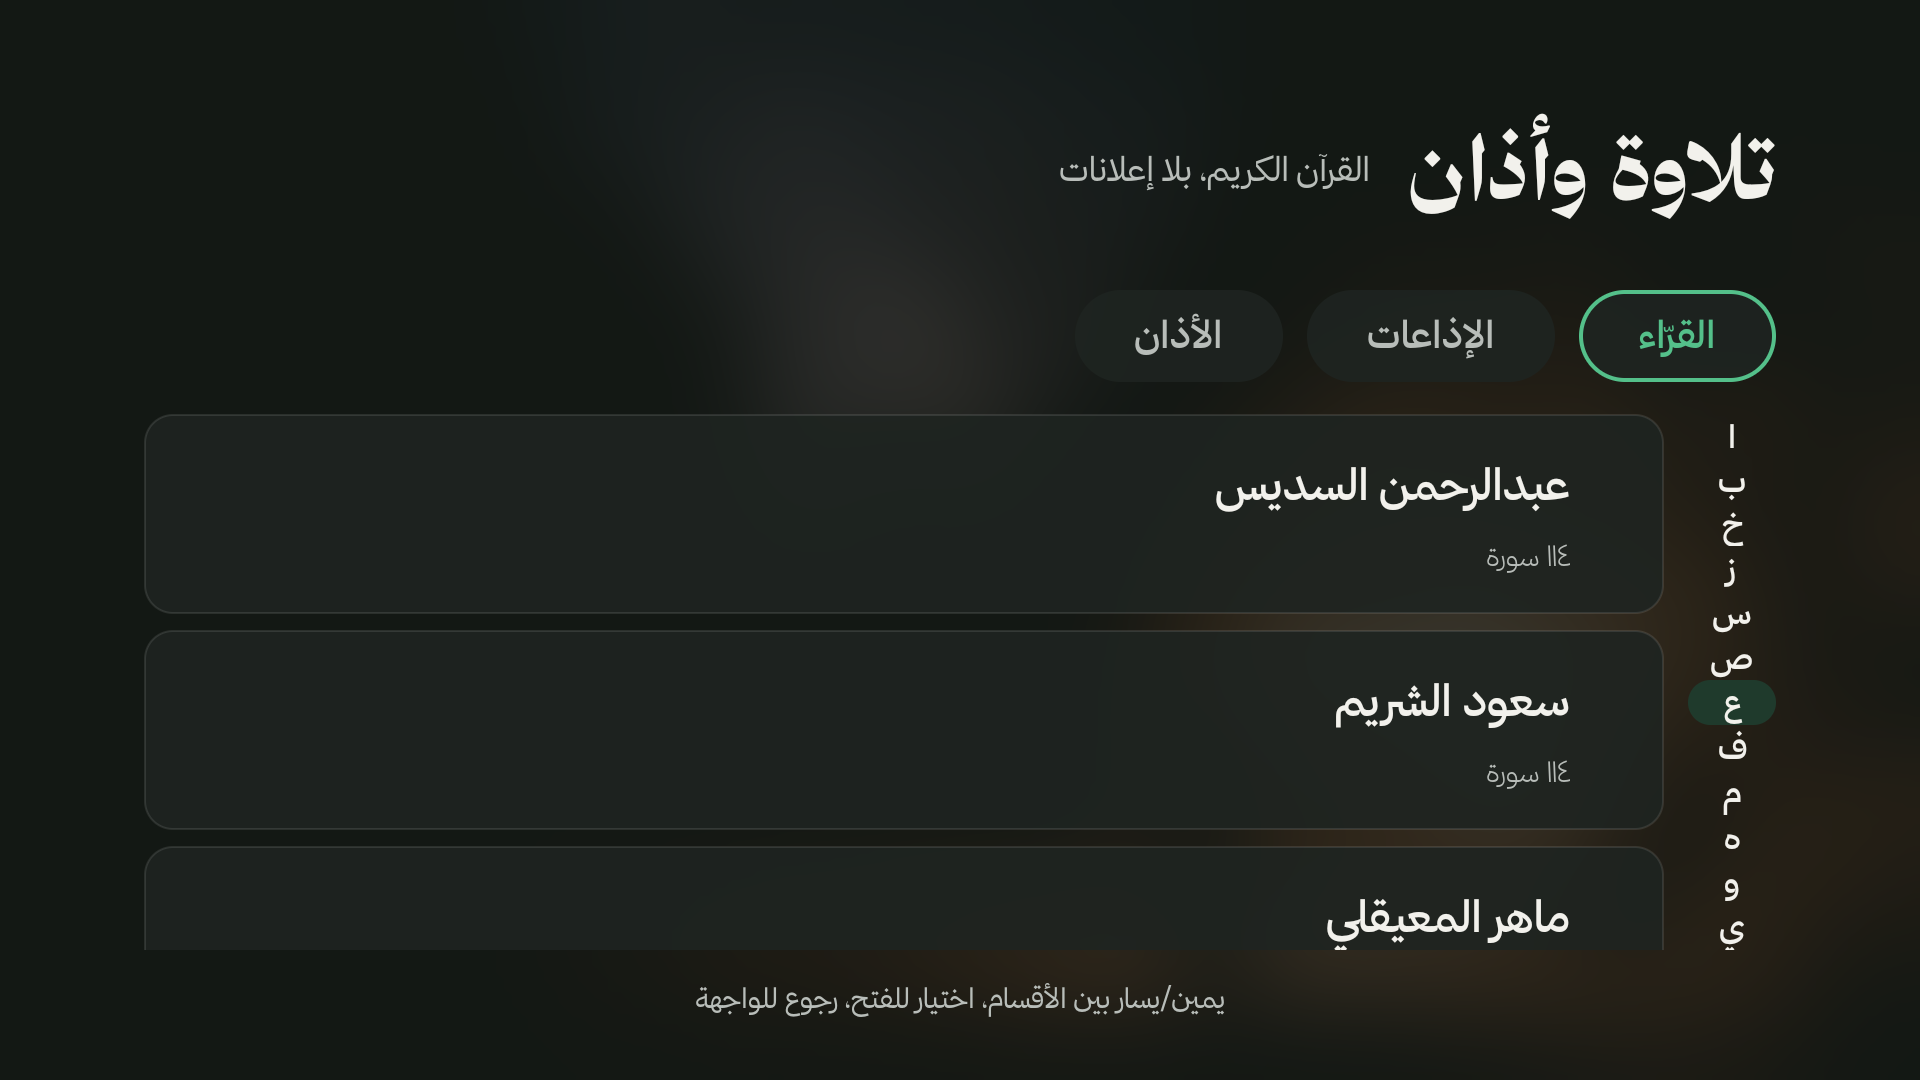 تلاوة وأذان
القرآن الكريم، بلا إعلانات
القرّاء
الإذاعات
الأذان
ا
ب
خ
ز
س
ص
ع
ف
م
ه
و
ي
عبدالرحمن السديس
١١٤ سورة
سعود الشريم
١١٤ سورة
ماهر المعيقلي
يمين/يسار بين الأقسام، اختيار للفتح، رجوع للواجهة